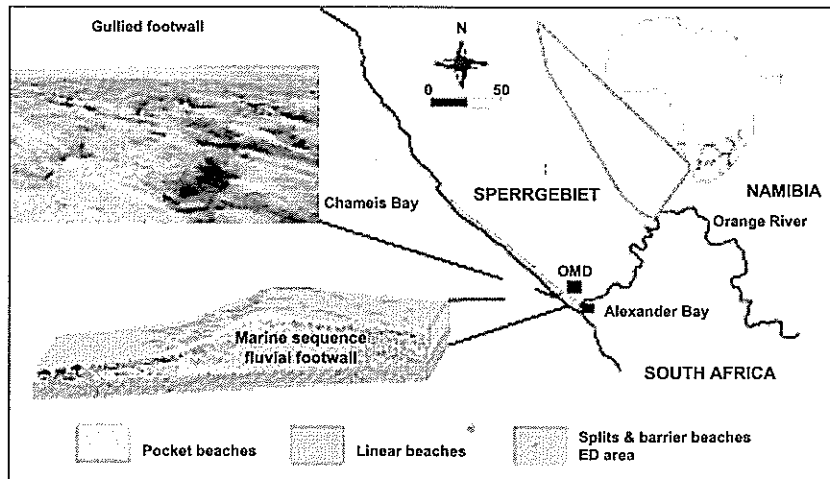 Gullied footwall
N
0 50
Chameis Bay
SPERRGEBIET
NAMIBIA
Orange River
OMD
Alexander Bay
Marine sequence
fluvial footwall
SOUTH AFRICA
Pocket beaches
Linear beaches
Splits & barrier beaches
ED area